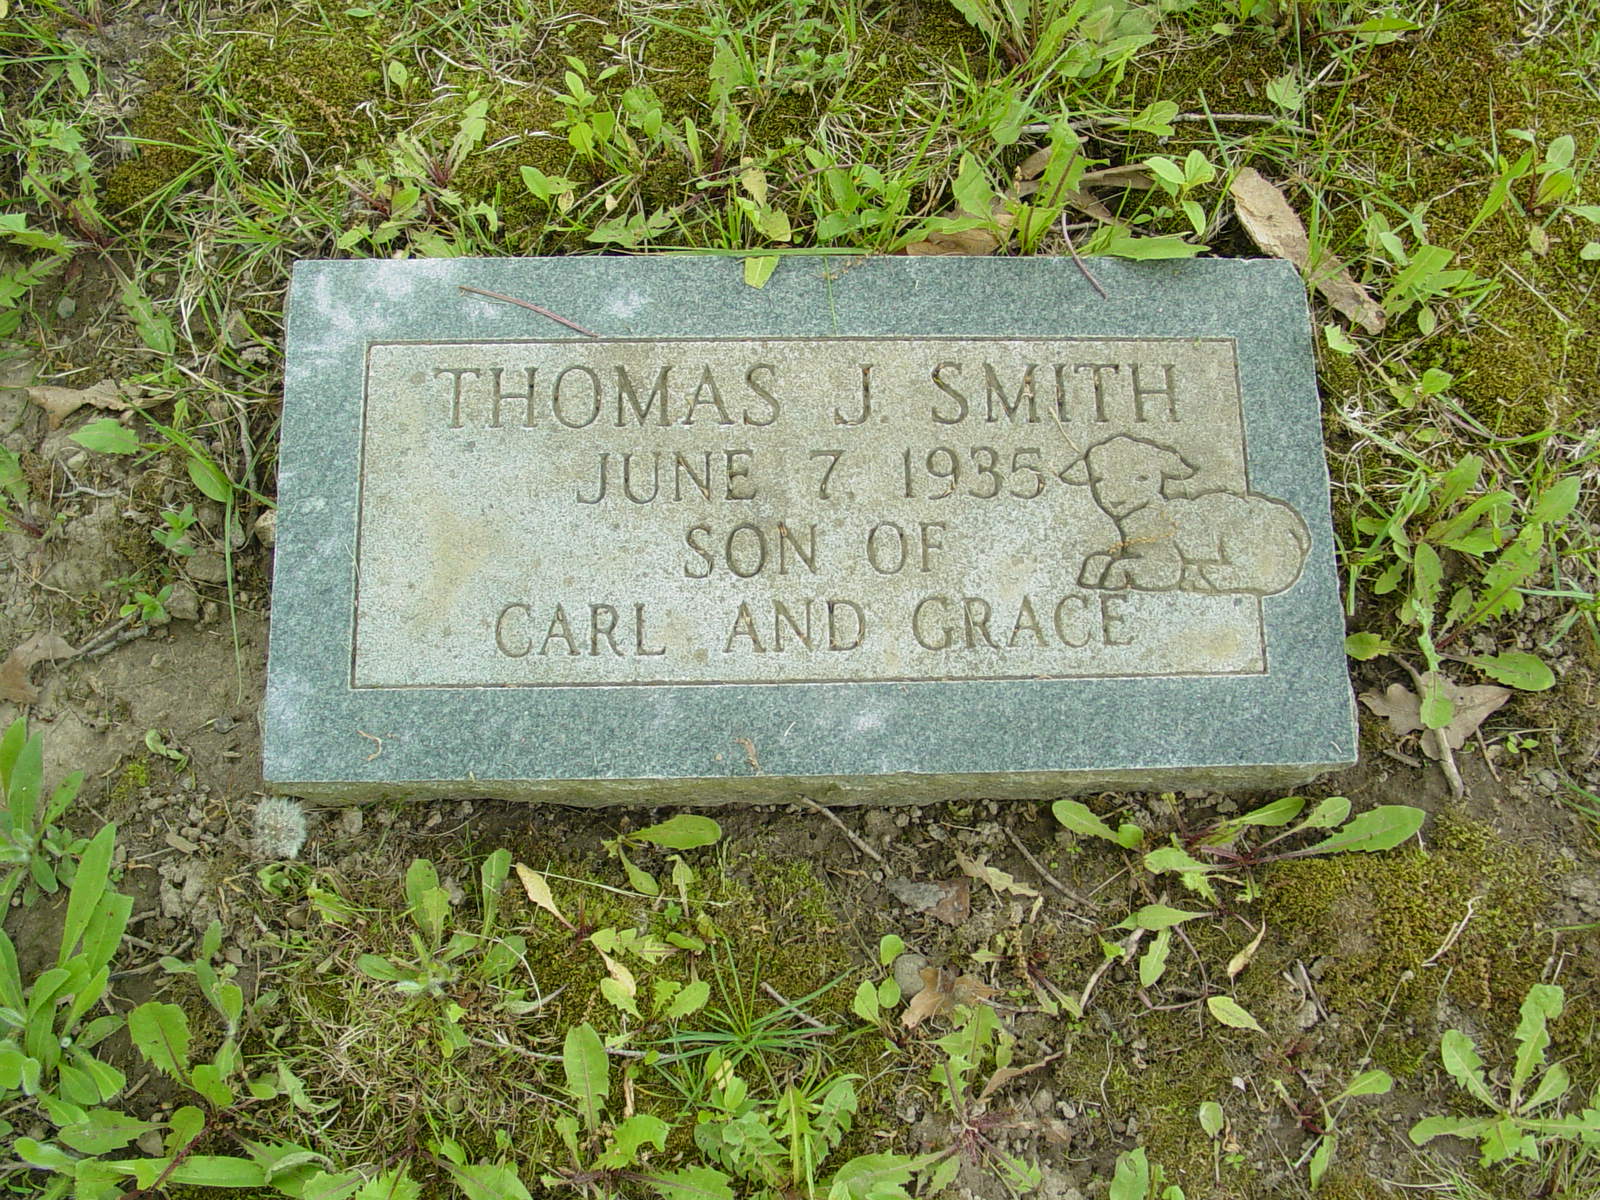 THOMAS J. SMITH
JUNE 7, 1935
SON OF
CARL AND GRACE